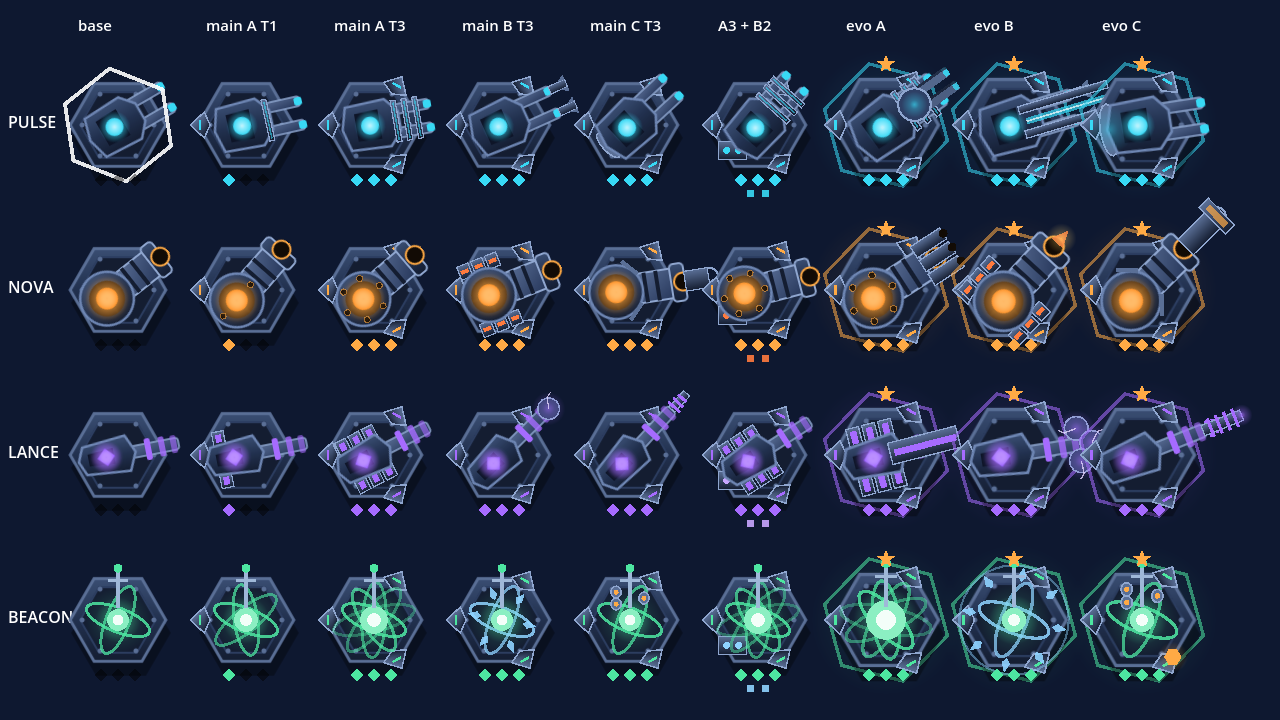 base main A T1 main A T3 main B T3 main C T3 A3 + B2 evo A evo B evo C
PULSE
NOVA
LANCE
BEACON